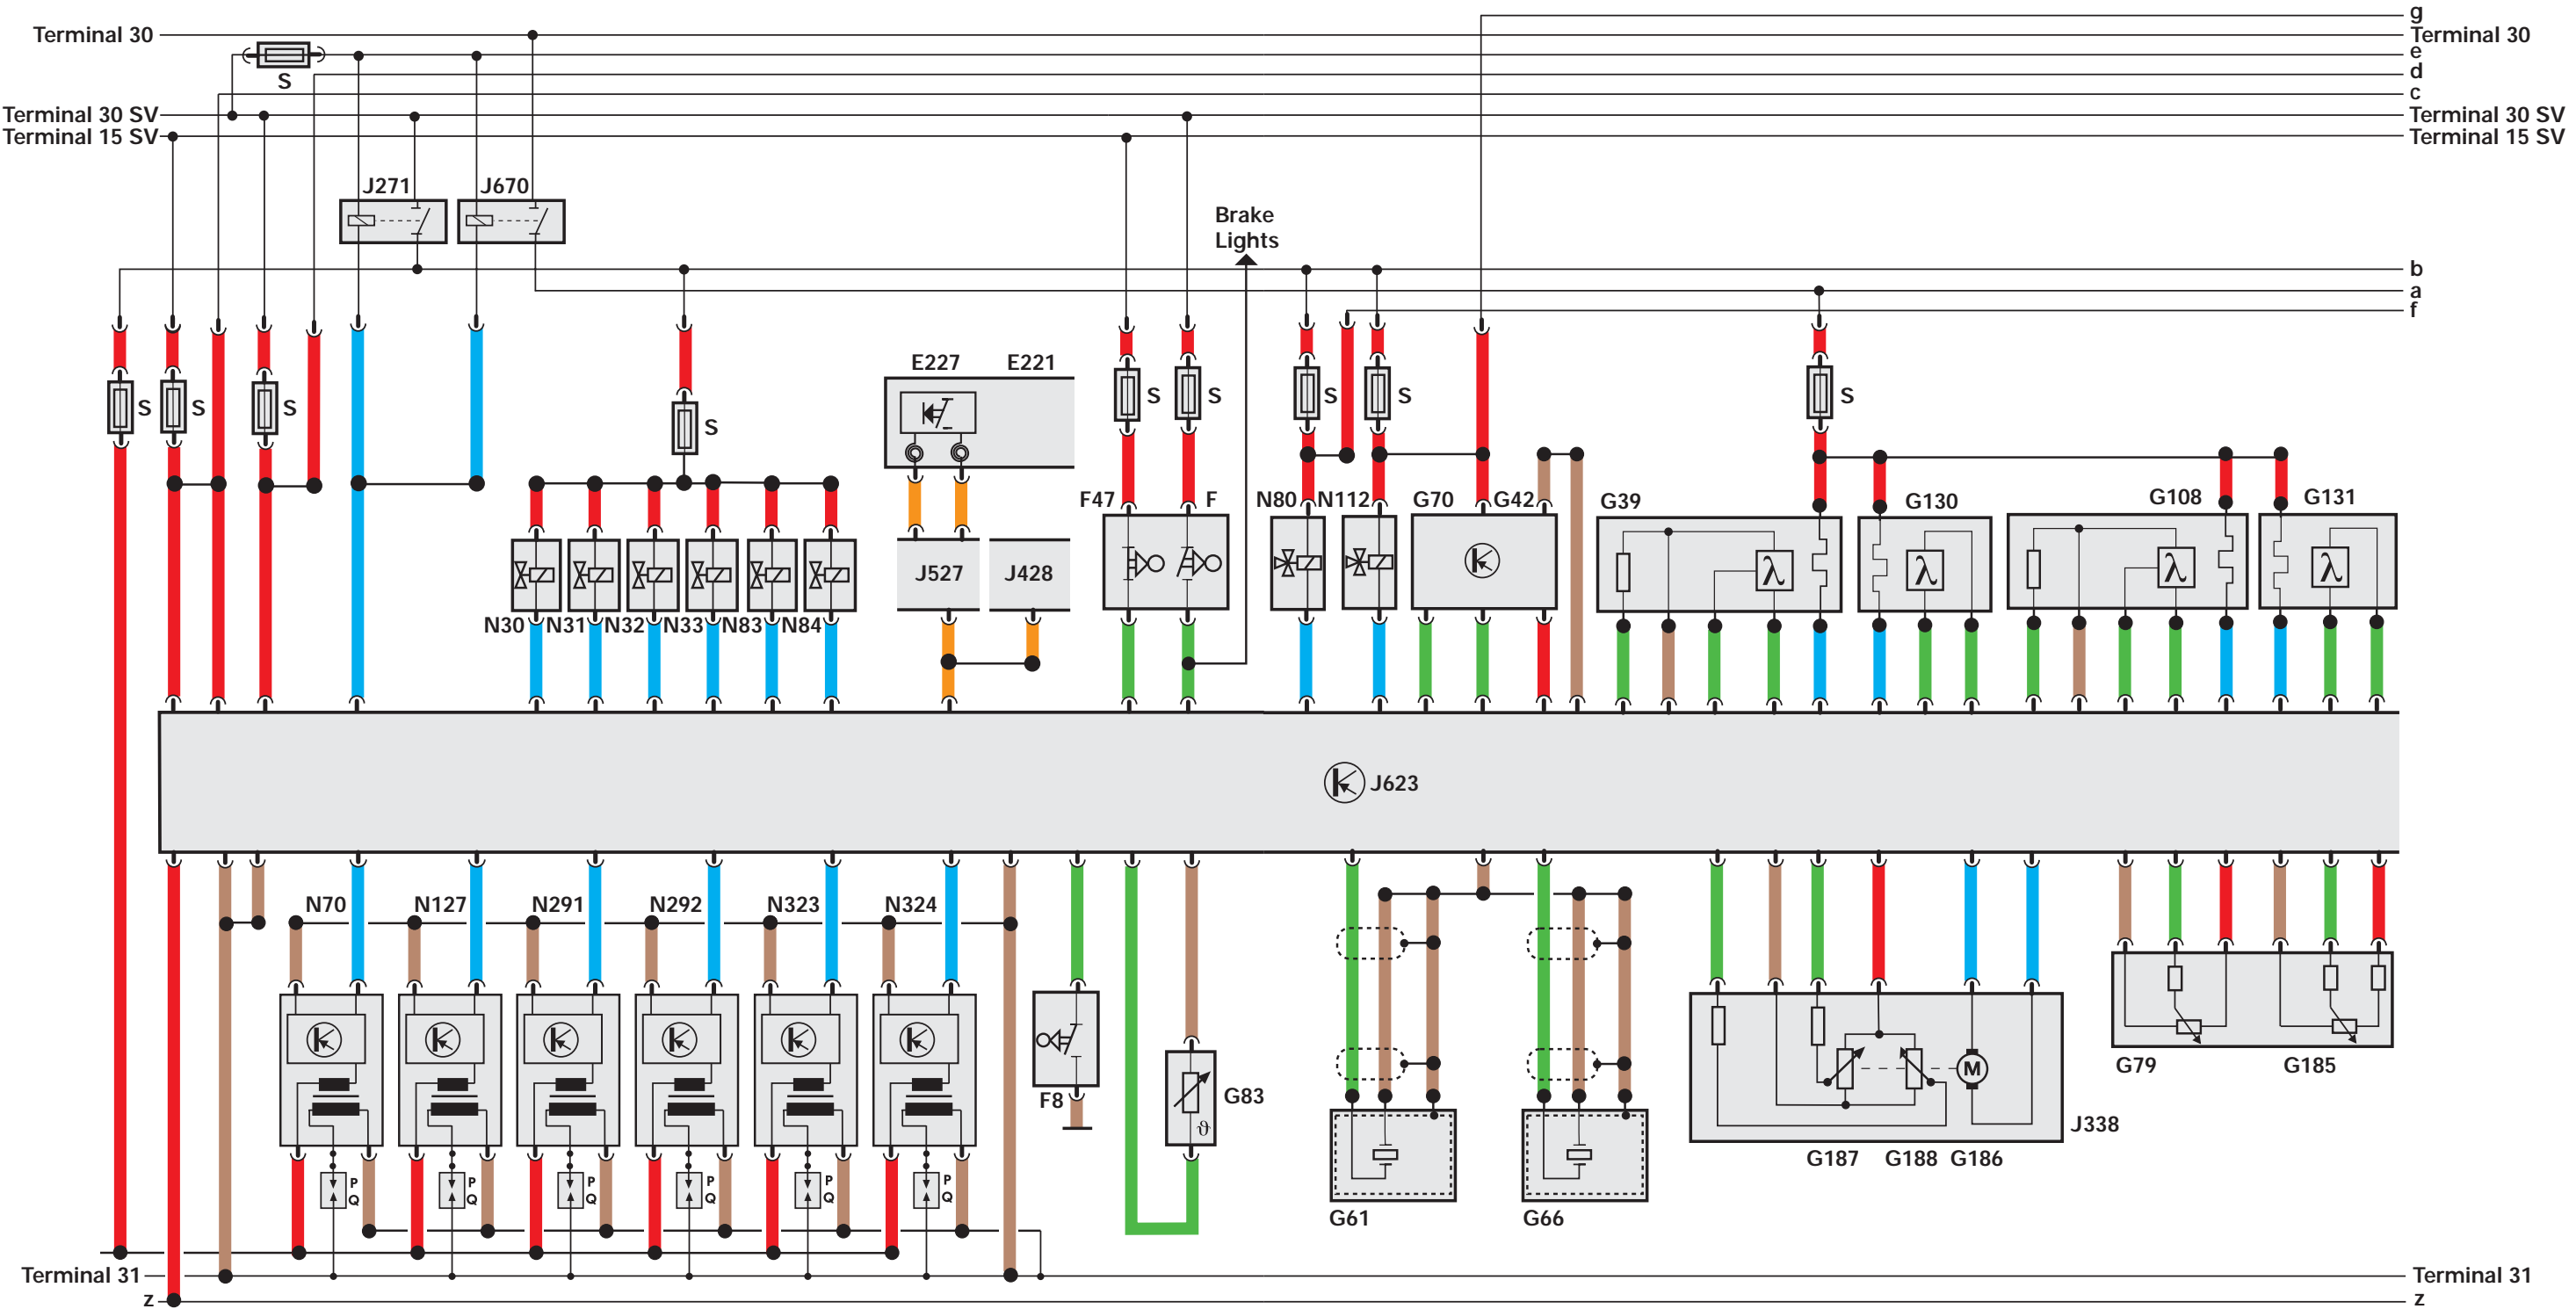 g
Terminal 30
Terminal 30
e
S
d
c
Terminal 30 SV
Terminal 30 SV
Terminal 15 SV
Terminal 15 SV
J271
J670
Brake
Lights
b
a
f
E227
E221
S
S
S
S
S
S
S
S
S
F47
F
N80
N112
G70
G42
G39
G130
G108
G131
λ
λ
λ
λ
J527
J428
N30
N31
N32
N33
N83
N84
J623
N70
N127
N291
N292
N323
N324
M
G79
G185
F8
G83
ϑ
J338
G187
G188
G186
P
Q
P
Q
P
Q
P
Q
P
Q
P
Q
G61
G66
Terminal 31
Terminal 31
z
z